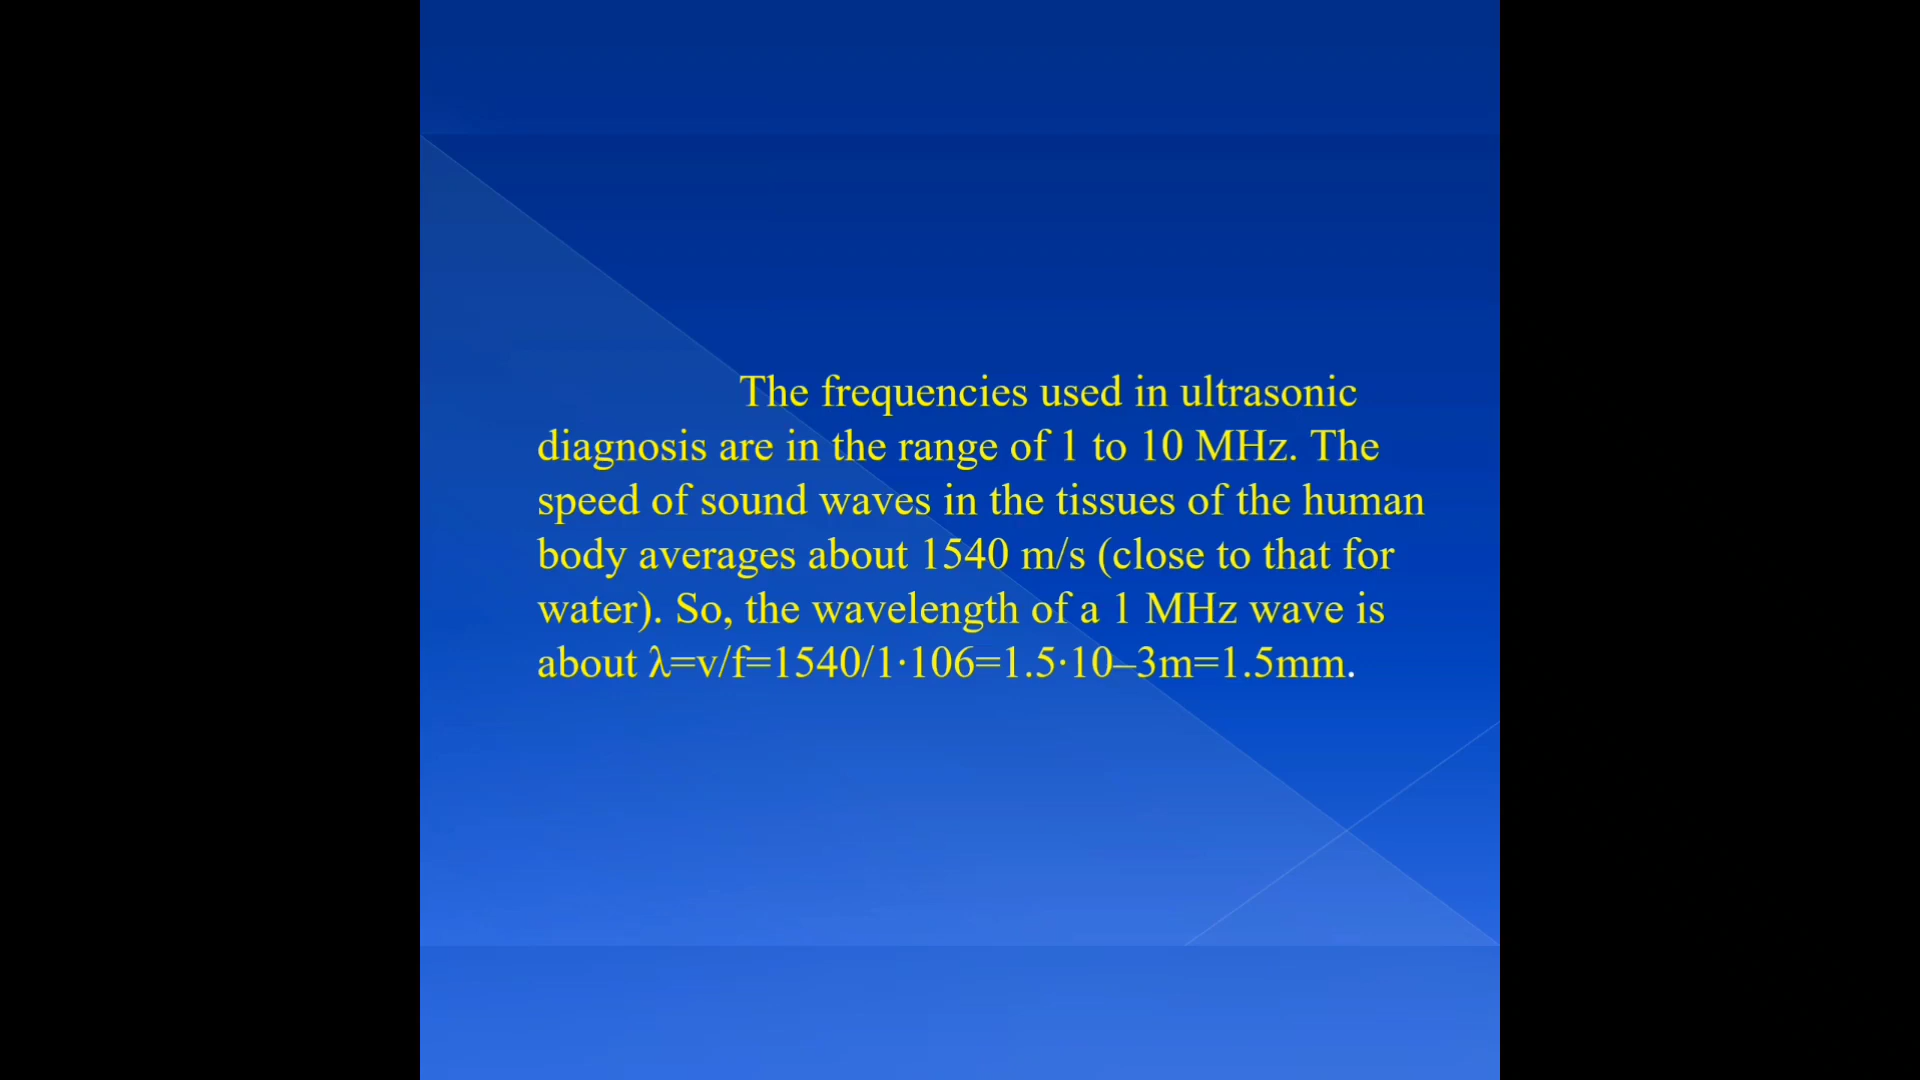 The frequencies used in ultrasonic
diagnosis are in the range of 1 to 10 MHz. The
speed of sound waves in the tissues of the human
body averages about 1540 m/s (close to that for
water). So, the wavelength of a 1 MHz wave is
about λ=v/f=1540/1·106=1.5·10–3m=1.5mm.